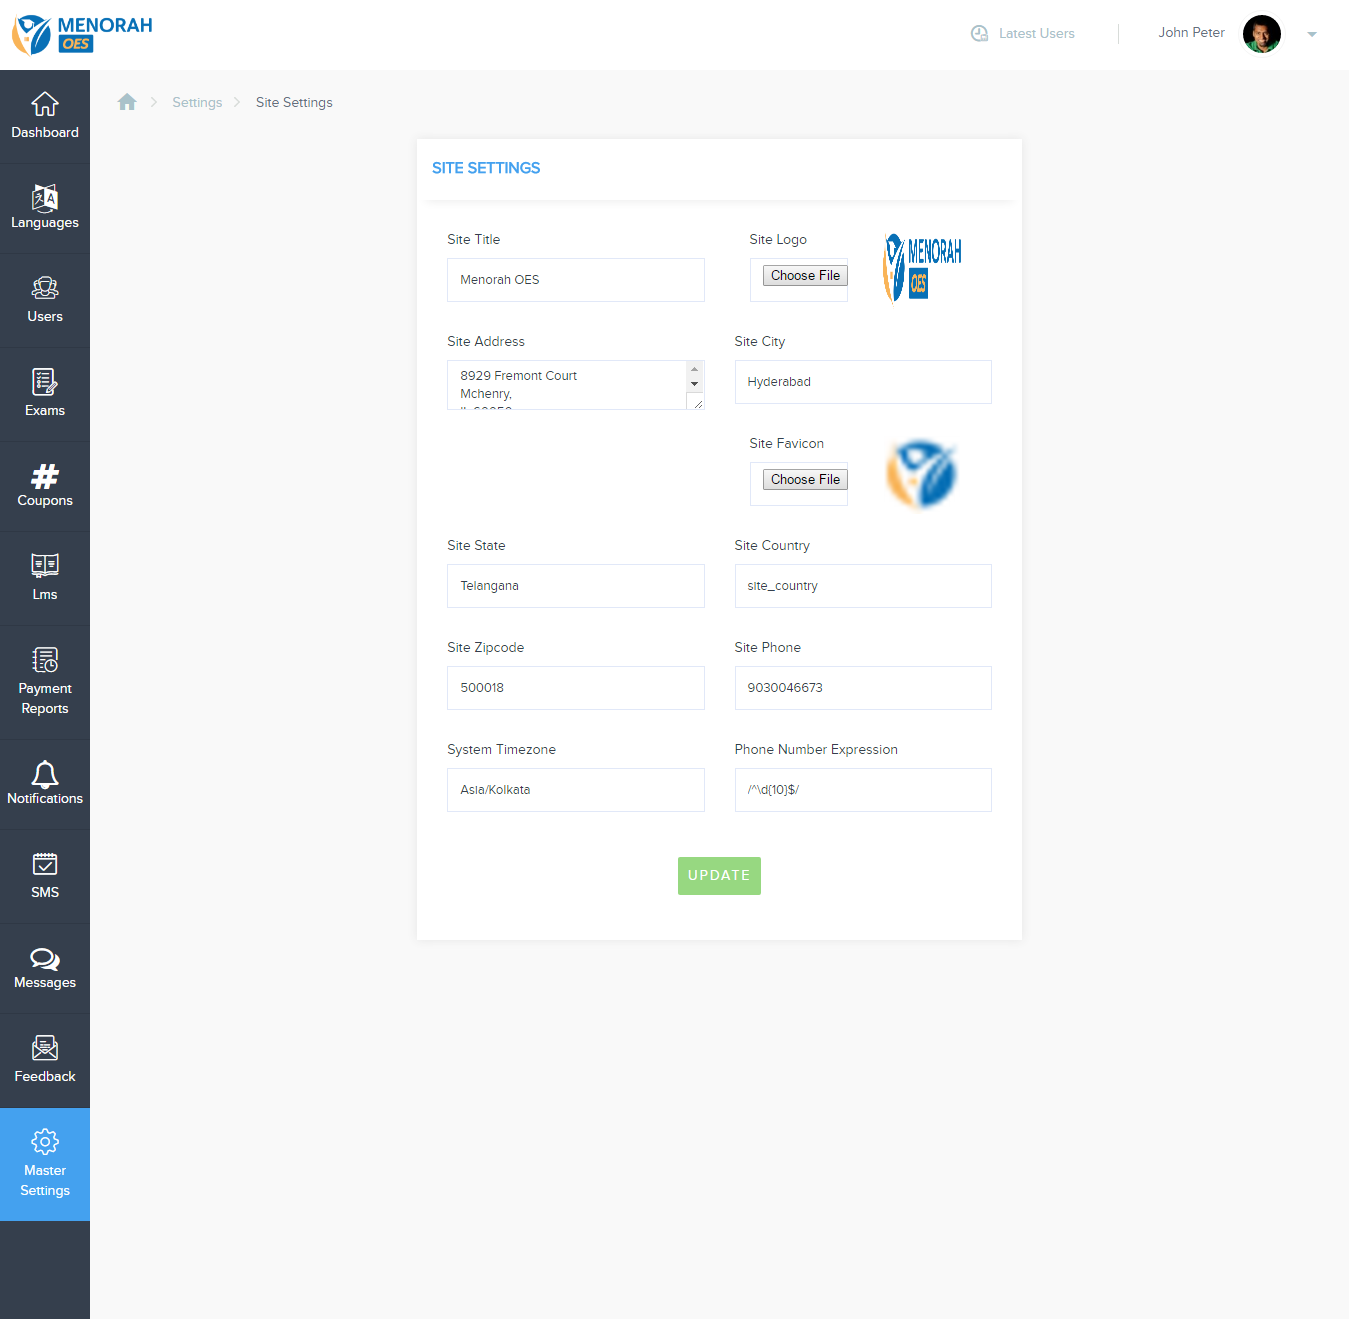 MENORAH
OES
Latest Users
John Peter
Dashboard
Languages
Users
Exams
Coupons
Lms
Payment
Reports
Notifications
SMS
Messages
Feedback
Master
Settings
Settings
Site Settings
SITE SETTINGS
Site Title
Menorah OES
Site Logo
Choose File
MENORAH
OES
Site Address
8929 Fremont Court
Mchenry,
Site City
Hyderabad
Site Favicon
Choose File
Site State
Telangana
Site Country
site_country
Site Zipcode
500018
Site Phone
9030046673
System Timezone
Asia/Kolkata
Phone Number Expression
/^\d{10}$/
UPDATE